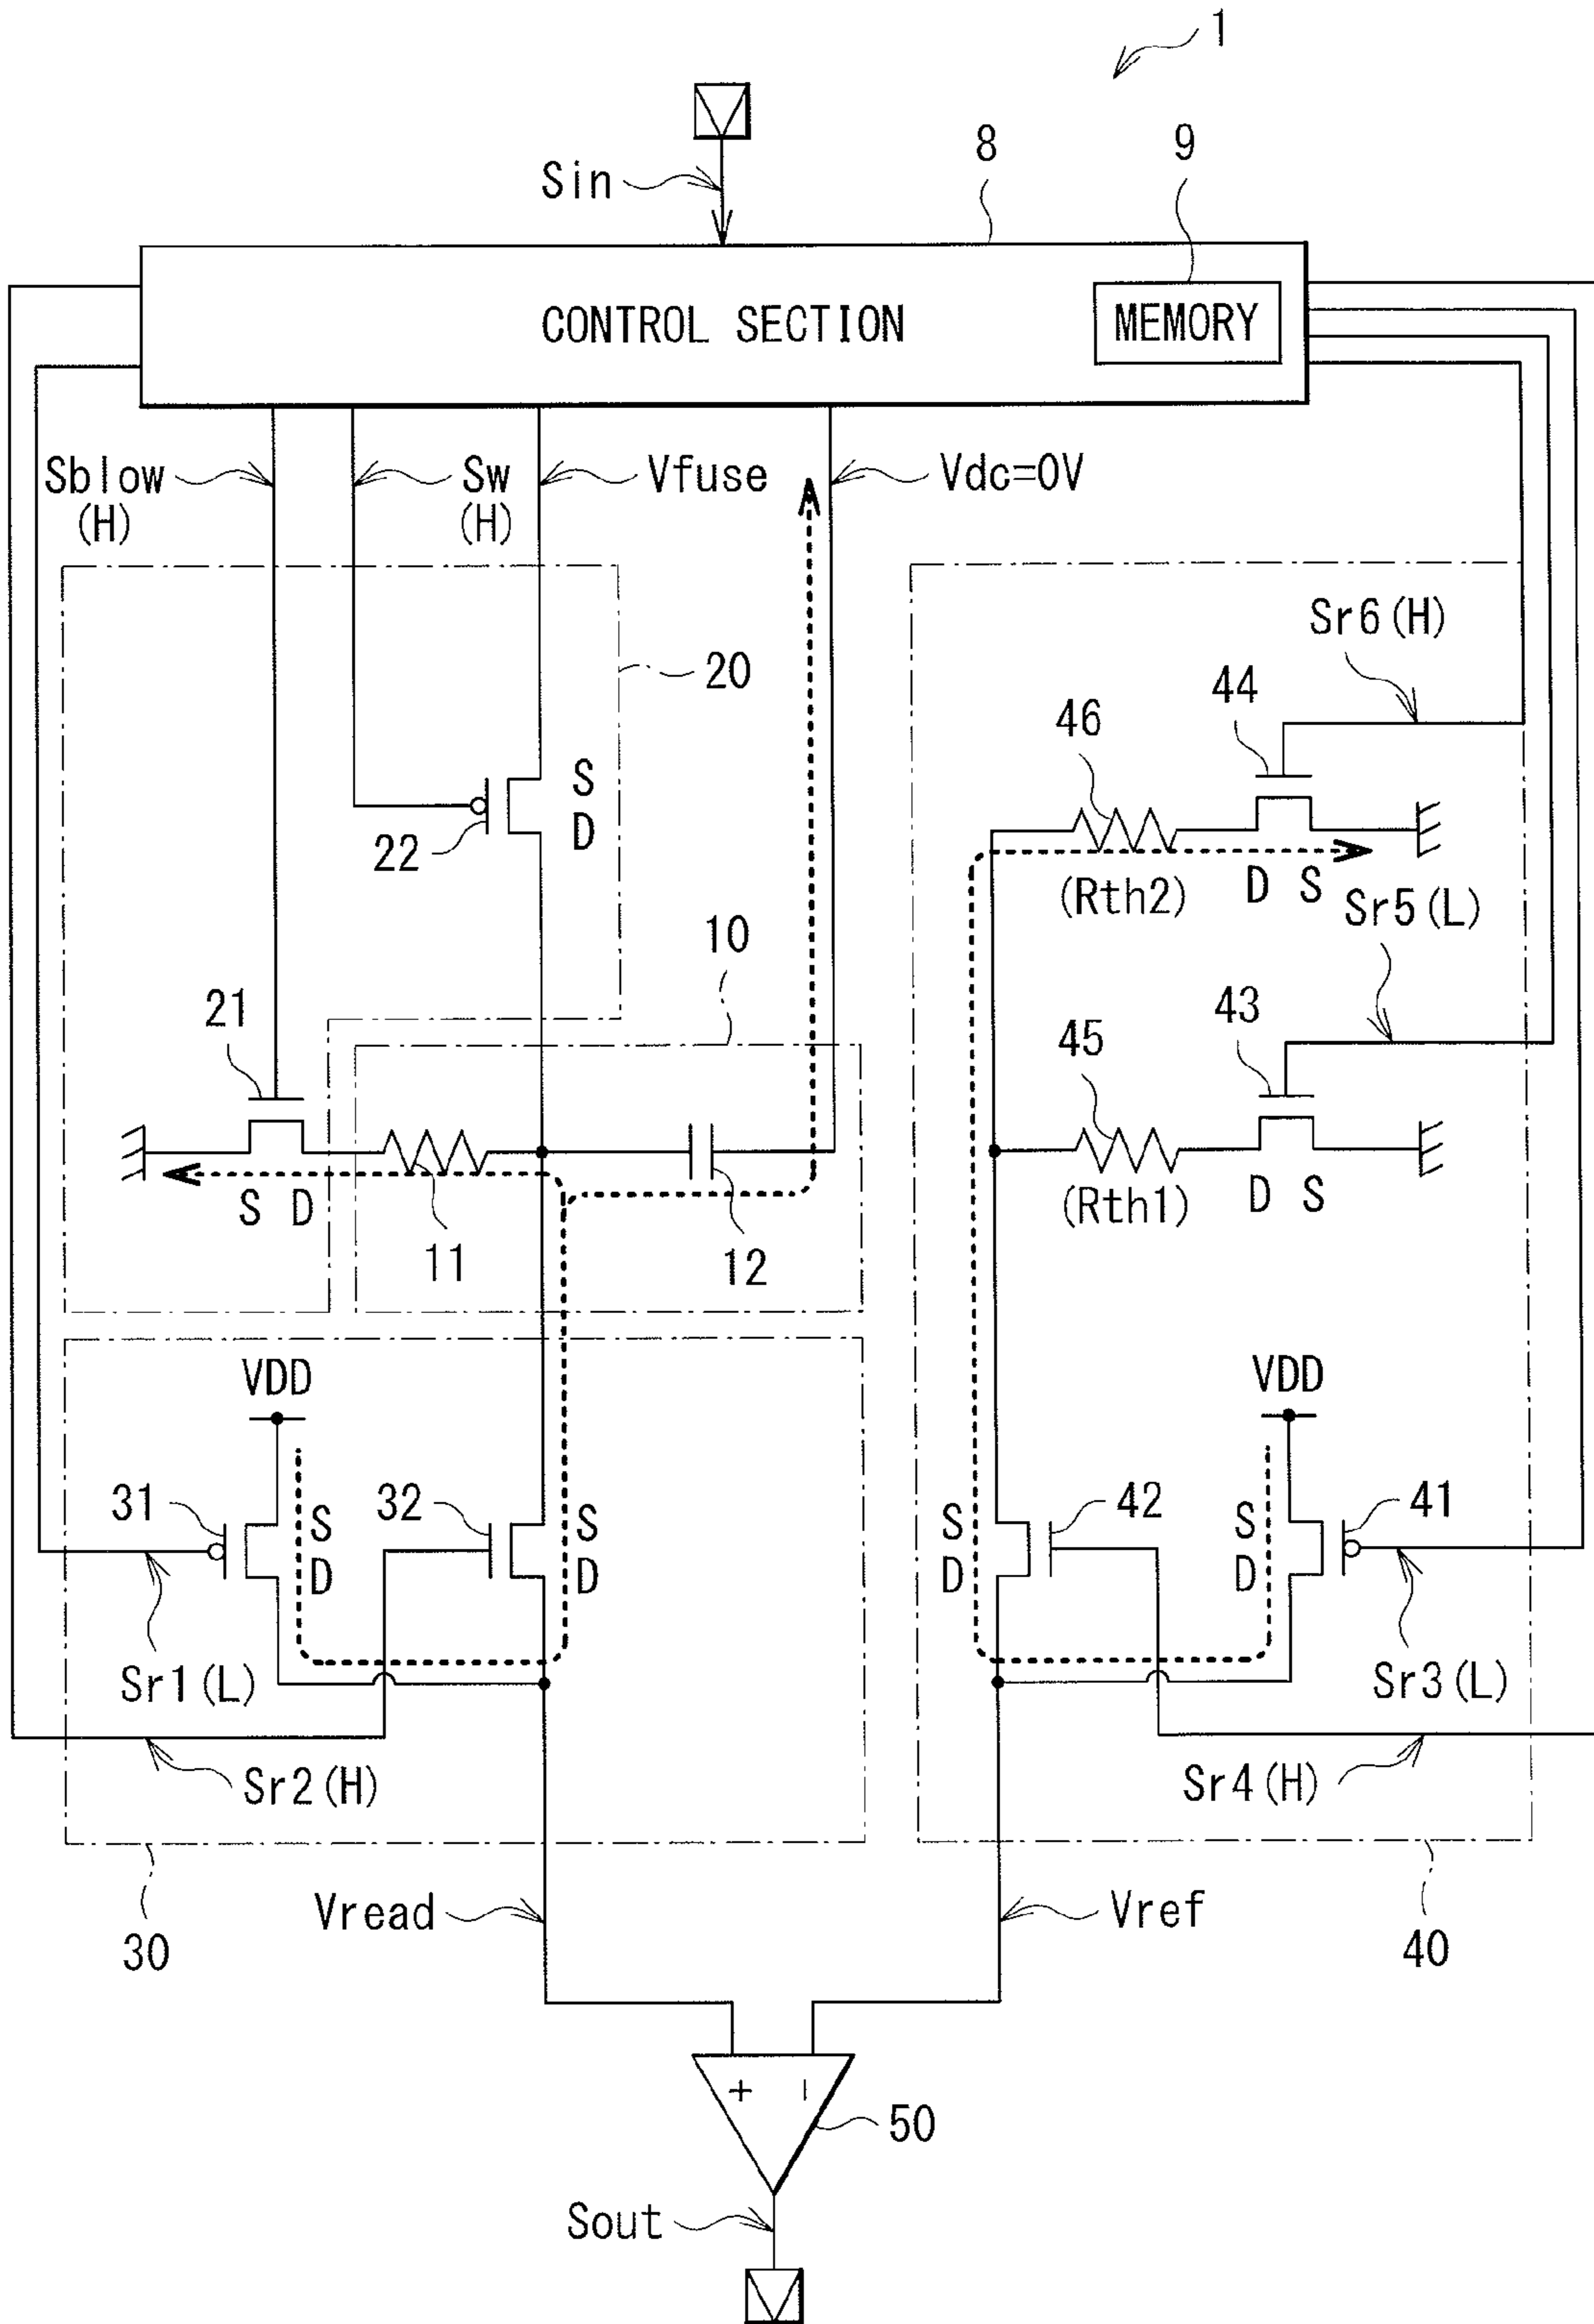 1
Sin
8
9
CONTROL SECTION
MEMORY
Sblow
(H)
Sw
(H)
Vfuse
Vdc=0V
Sr6(H)
20
46
44
S
D
22
(Rth2)
D S
Sr5(L)
10
21
45
43
S D
11
12
(Rth1)
D S
VDD
VDD
31
S
D
32
S
D
S
D
42
S
D
41
Sr1(L)
Sr3(L)
Sr2(H)
Sr4(H)
Vread
Vref
30
40
+
−
50
Sout